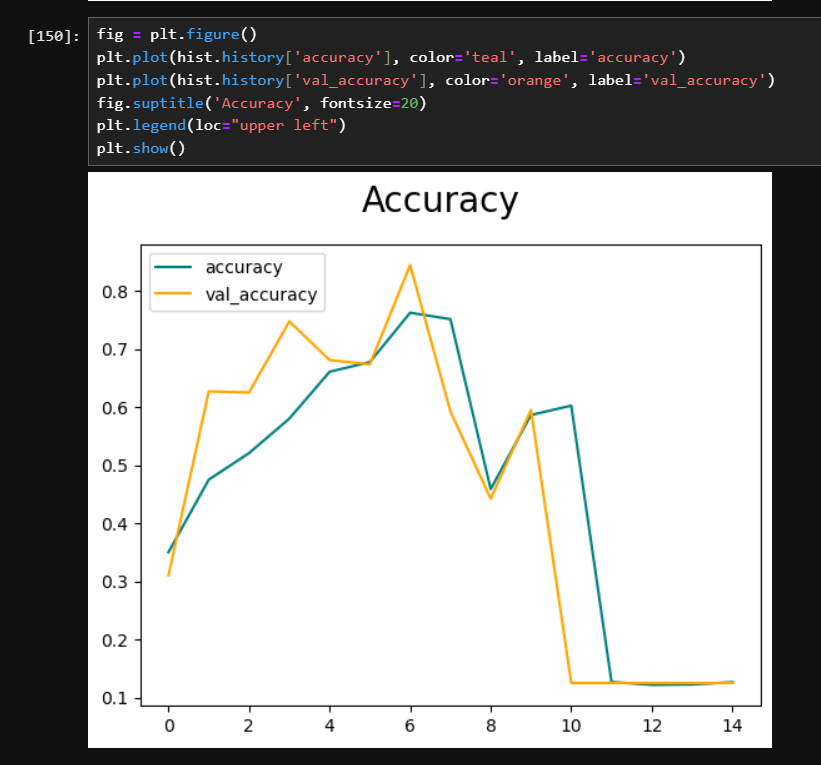 [150]: fig = plt.figure()
plt.plot(hist.history['accuracy'], color='teal', label='accuracy')
plt.plot(hist.history['val_accuracy'], color='orange', label='val_accuracy')
fig.suptitle('Accuracy', fontsize=20)
plt.legend(loc="upper left")
plt.show()
Accuracy
accuracy
val_accuracy
0.8
0.7
0.6
0.5
0.4
0.3
0.2
0.1
0 2 4 6 8 10 12 14